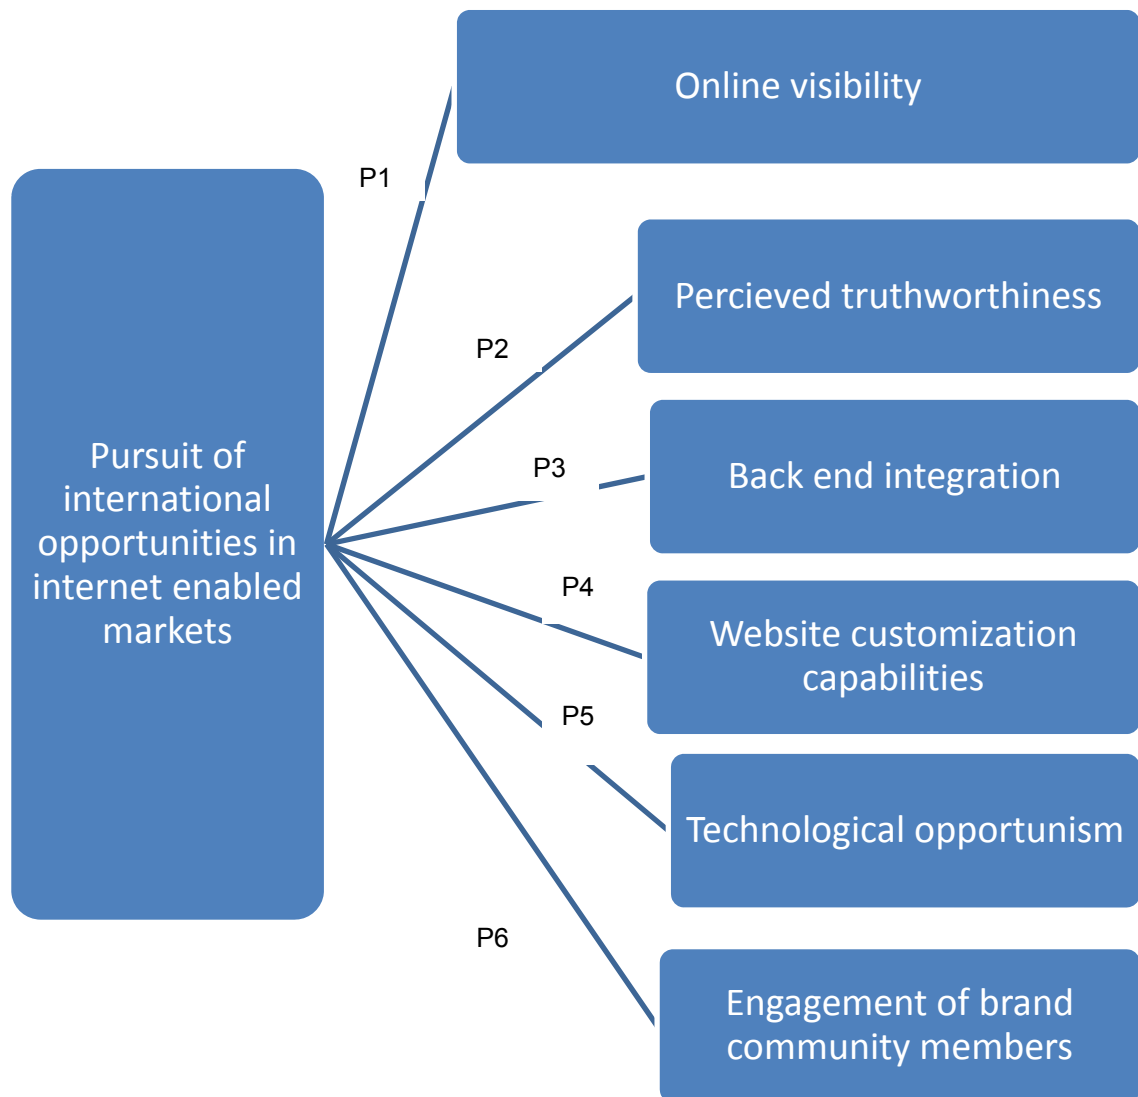 Online visibility
P1
Percieved truthworthiness
P2
Back end integration
P3
Pursuit of
international
opportunities in
internet enabled
markets
P4
Website customization
capabilities
P5
Technological opportunism
P6
Engagement of brand
community members